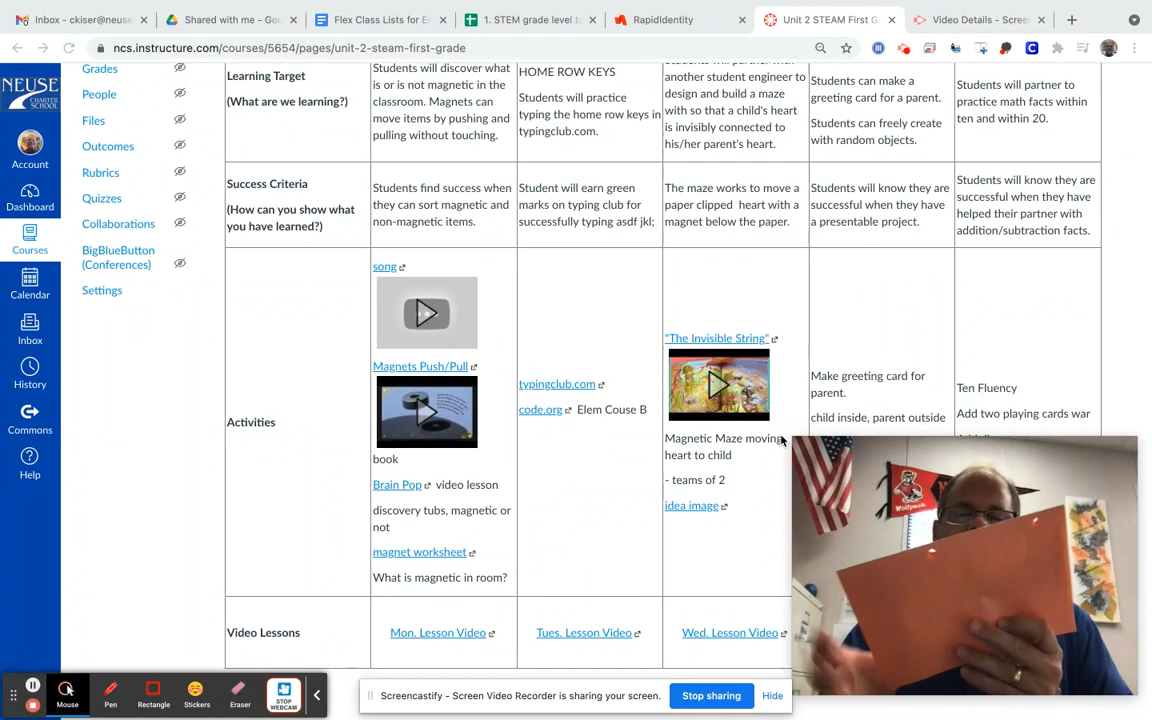 Inbox - ckiser@neuse
Shared with me - Goo
Flex Class Lists for E
1. STEM grade level t
RapidIdentity
Unit 2 STEAM First G
Video Details - Scree
ncs.instructure.com/courses/5654/pages/unit-2-steam-first-grade
NEUSE
CHARTER
SCHOOL
Account
Dashboard
Courses
Calendar
Inbox
History
Commons
Help
Grades
People
Files
Outcomes
Rubrics
Quizzes
Collaborations
BigBlueButton
(Conferences)
Settings
Learning Target
(What are we learning?)
Students will discover what
is or is not magnetic in the
classroom. Magnets can
move items by pushing and
pulling without touching.
HOME ROW KEYS
Students will practice
typing the home row keys in
typingclub.com.
Students will partner with
another student engineer to
design and build a maze
with so that a child's heart
is invisibly connected to
his/her parent's heart.
Students can make a
greeting card for a parent.
Students can freely create
with random objects.
Students will partner to
practice math facts within
ten and within 20.
Success Criteria
(How can you show what
you have learned?)
Students find success when
they can sort magnetic and
non-magnetic items.
Student will earn green
marks on typing club for
successfully typing asdf jkl;
The maze works to move a
paper clipped heart with a
magnet below the paper.
Students will know they are
successful when they have
a presentable project.
Students will know they are
successful when they have
helped their partner with
addition/subtraction facts.
Activities
song
Magnets Push/Pull
book
Brain Pop video lesson
discovery tubs, magnetic or
not
magnet worksheet
What is magnetic in room?
typingclub.com
code.org Elem Couse B
"The Invisible String"
Magnetic Maze moving
heart to child
- teams of 2
idea image
Make greeting card for
parent.
child inside, parent outside
Ten Fluency
Add two playing cards war
Video Lessons
Mon. Lesson Video
Tues. Lesson Video
Wed. Lesson Video
Wolfpack
Mouse
Pen
Rectangle
Stickers
Eraser
STOP
WEBCAM
Screencastify - Screen Video Recorder is sharing your screen.
Stop sharing
Hide